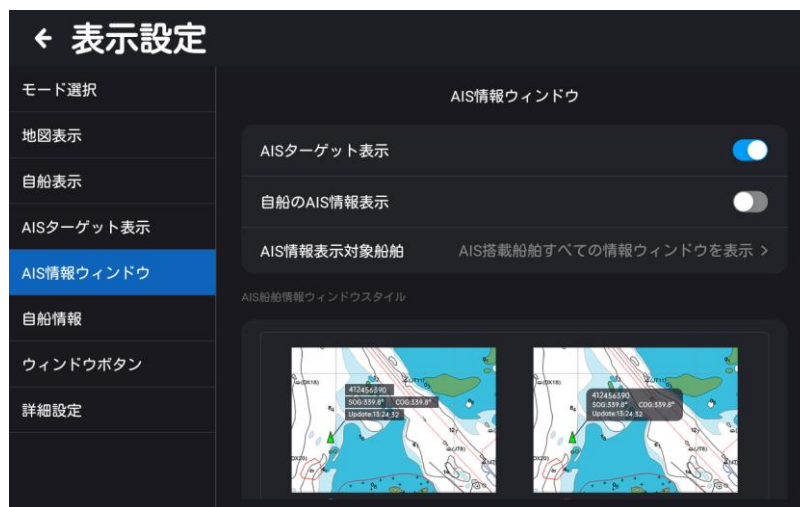 ← 表示設定
モード選択
地図表示
自船表示
AISターゲット表示
AIS情報ウィンドウ
自船情報
ウィンドウボタン
詳細設定
AIS情報ウィンドウ
AISターゲット表示
自船のAIS情報表示
AIS情報表示対象船舶 AIS搭載船舶すべての情報ウィンドウを表示 >
AIS船舶情報ウィンドウスタイル
412456390
SOG:339.8° COG:339.8°
Update:13:24:32
412456390
SOG:339.8° COG:339.8°
Update:13:24:32